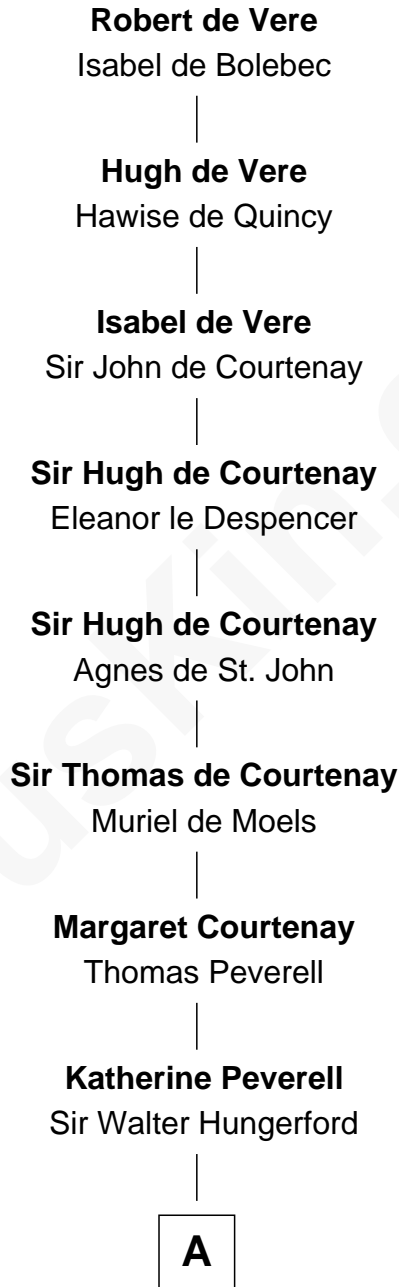 Robert de Vere
Isabel de Bolebec
Hugh de Vere
Hawise de Quincy
Isabel de Vere
Sir John de Courtenay
Sir Hugh de Courtenay
Eleanor le Despencer
Sir Hugh de Courtenay
Agnes de St. John
Sir Thomas de Courtenay
Muriel de Moels
Margaret Courtenay
Thomas Peverell
Katherine Peverell
Sir Walter Hungerford
A